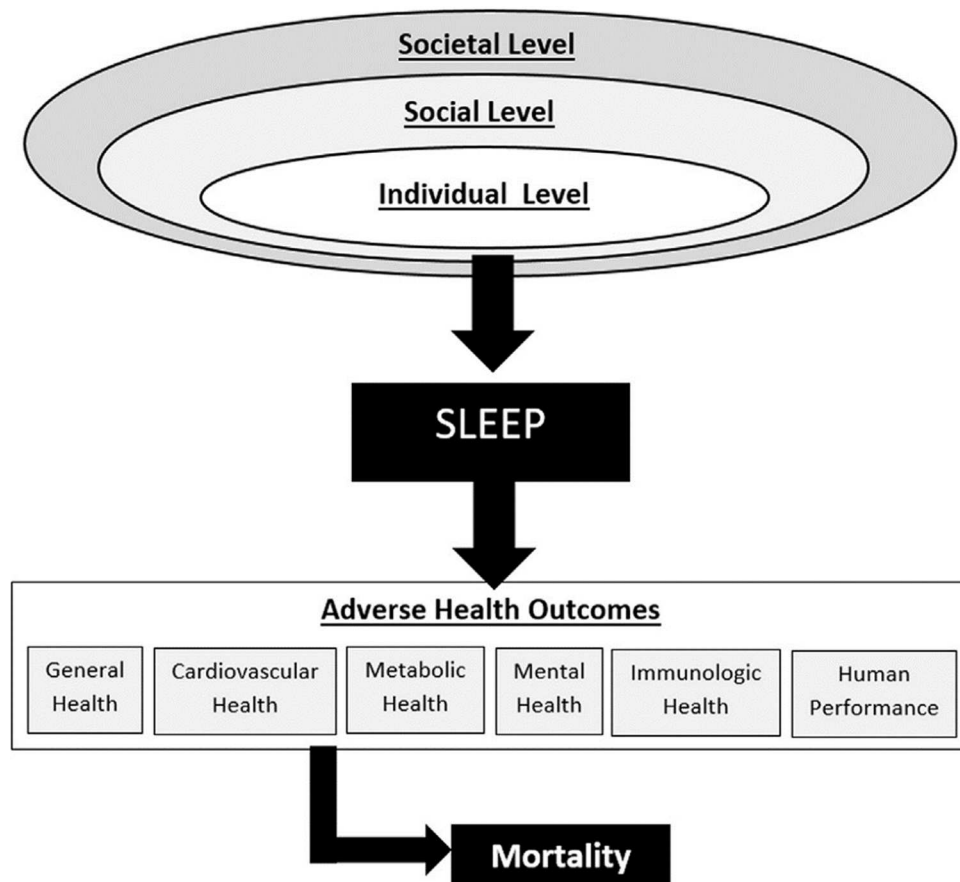 Societal Level
Social Level
Individual Level
SLEEP
Adverse Health Outcomes
General
Health
Cardiovascular
Health
Metabolic
Health
Mental
Health
Immunologic
Health
Human
Performance
Mortality